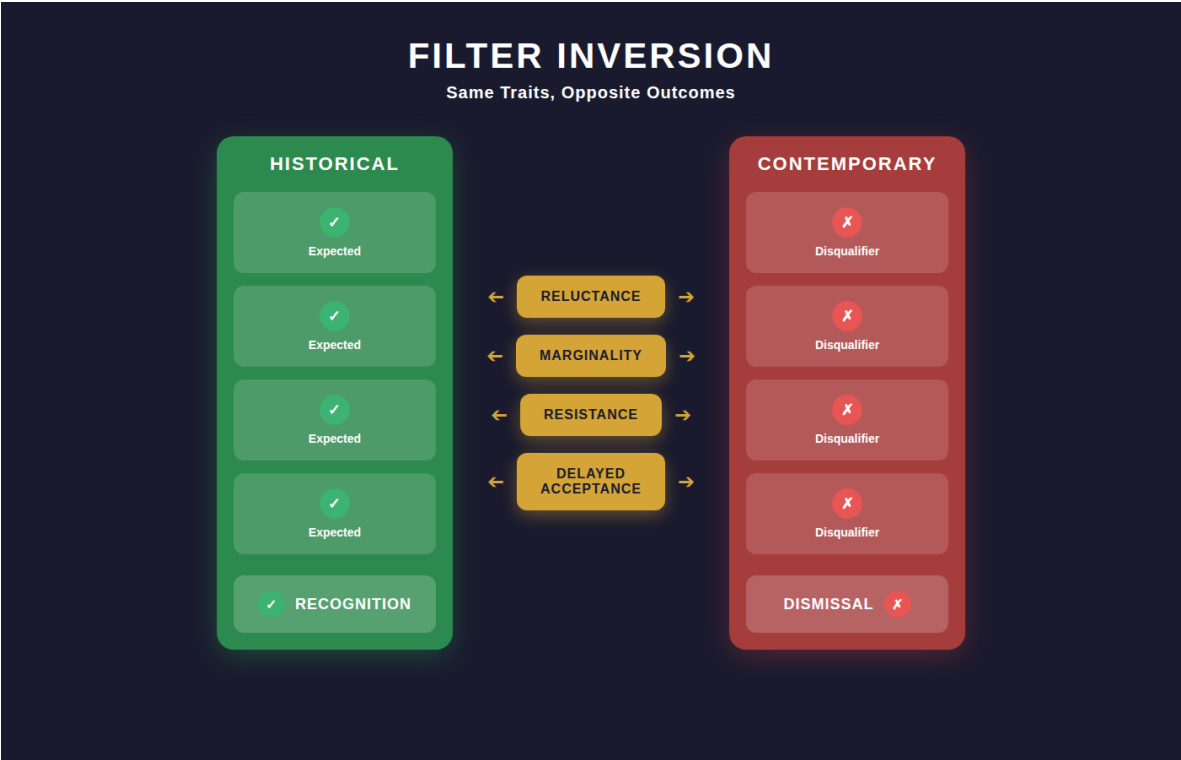 FILTER INVERSION
Same Traits, Opposite Outcomes
HISTORICAL
✓
Expected
✓
Expected
✓
Expected
✓
Expected
✓ RECOGNITION
← RELUCTANCE →
← MARGINALITY →
← RESISTANCE →
← DELAYED
ACCEPTANCE →
CONTEMPORARY
✗
Disqualifier
✗
Disqualifier
✗
Disqualifier
✗
Disqualifier
DISMISSAL ✗